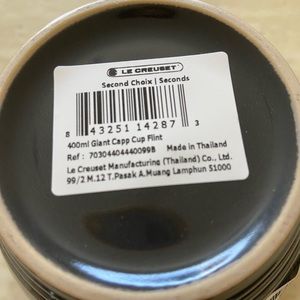 LE CREUSET
Second Choix | Seconds
8 43251 14287 3
400ml Giant Capp Cup Flint
Ref : 70304404440099B Made in Thailand
Le Creuset Manufacturing (Thailand) Co., Ltd.
99/2 M.12 T.Pasak A.Muang Lamphun 51000